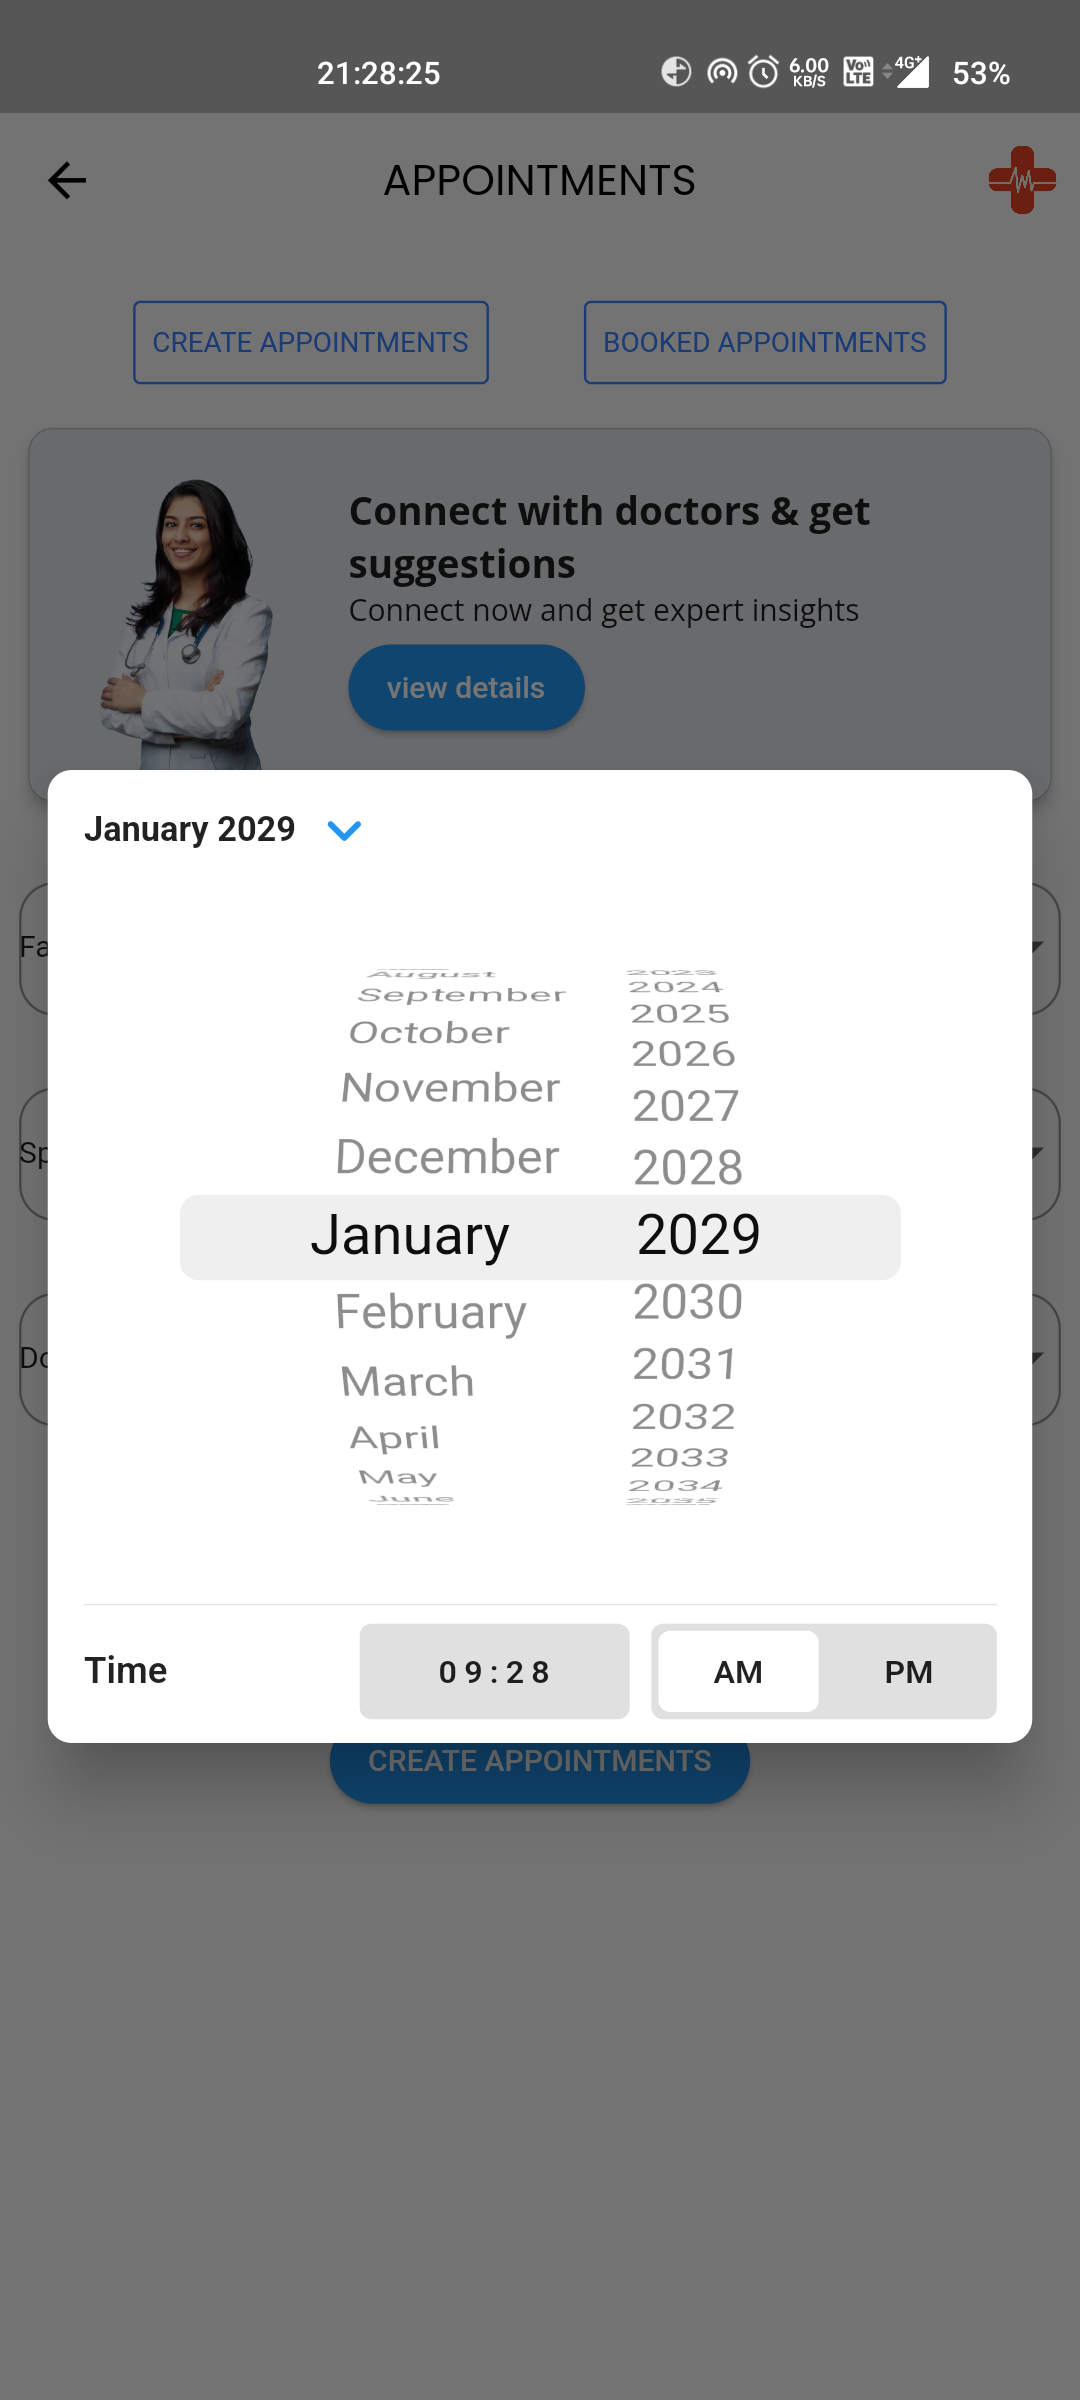 21:28:25
6.00
KB/S
Vo))
LTE
4G+
53%
APPOINTMENTS
CREATE APPOINTMENTS
BOOKED APPOINTMENTS
Connect with doctors & get
suggestions
Connect now and get expert insights
view details
January 2029
Fa
Sp
Do
August 2023
September 2024
October 2025
November 2026
December 2027
2028
January 2029
February 2030
March 2031
April 2032
May 2033
June 2034
2035
Time
09:28
AM
PM
CREATE APPOINTMENTS